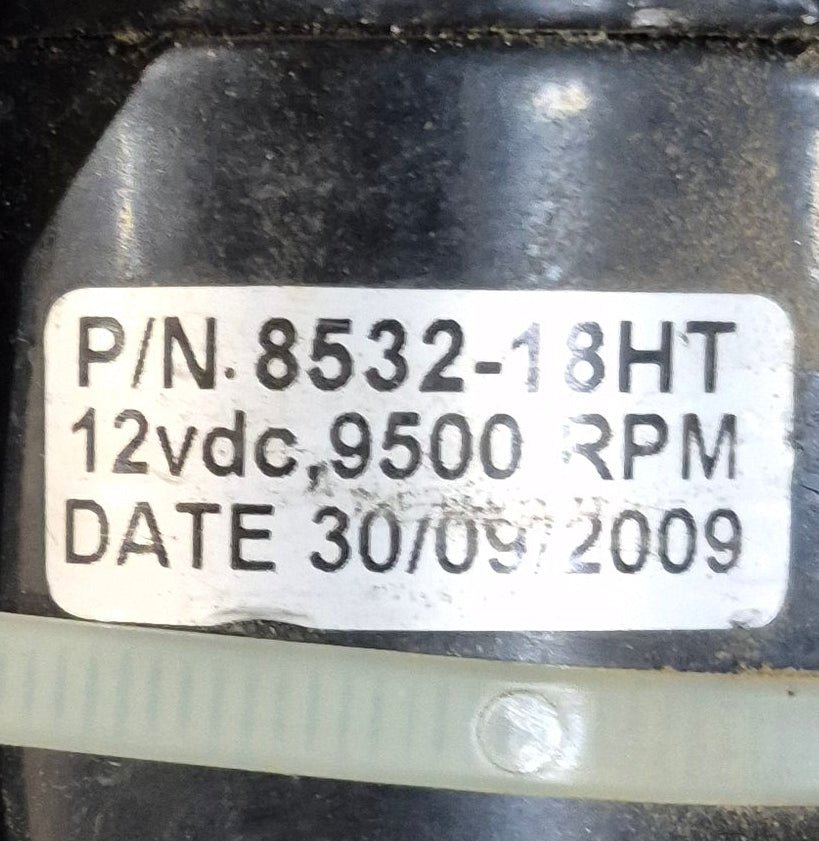 P/N. 8532-18HT
12vdc,9500 RPM
DATE 30/09/2009